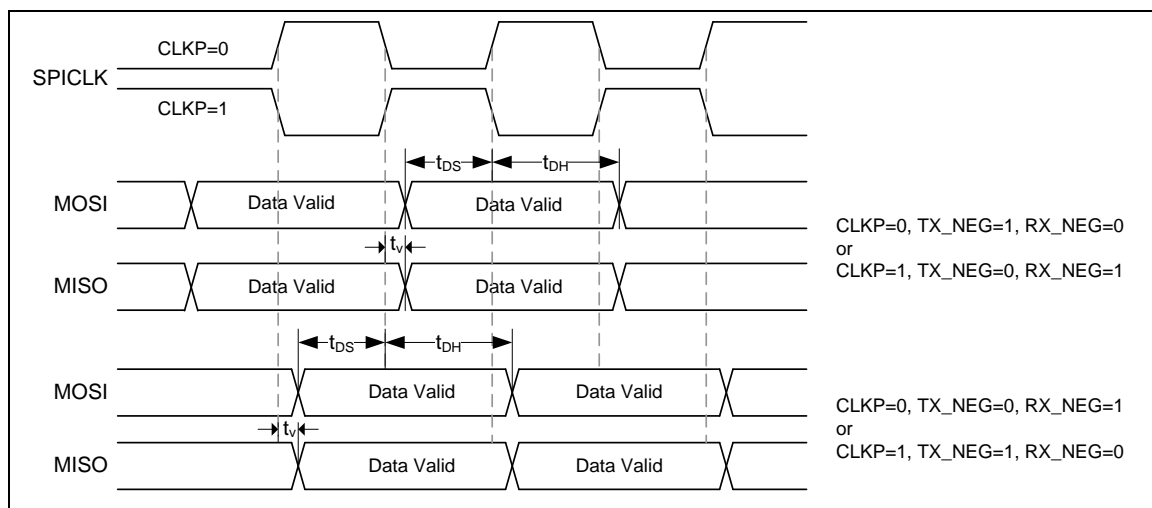 CLKP=0
SPICLK
CLKP=1
tDS
tDH
MOSI
Data Valid
Data Valid
CLKP=0, TX_NEG=1, RX_NEG=0
or
CLKP=1, TX_NEG=0, RX_NEG=1
tv
MISO
Data Valid
Data Valid
tDS
tDH
MOSI
Data Valid
Data Valid
CLKP=0, TX_NEG=0, RX_NEG=1
or
CLKP=1, TX_NEG=1, RX_NEG=0
tv
MISO
Data Valid
Data Valid